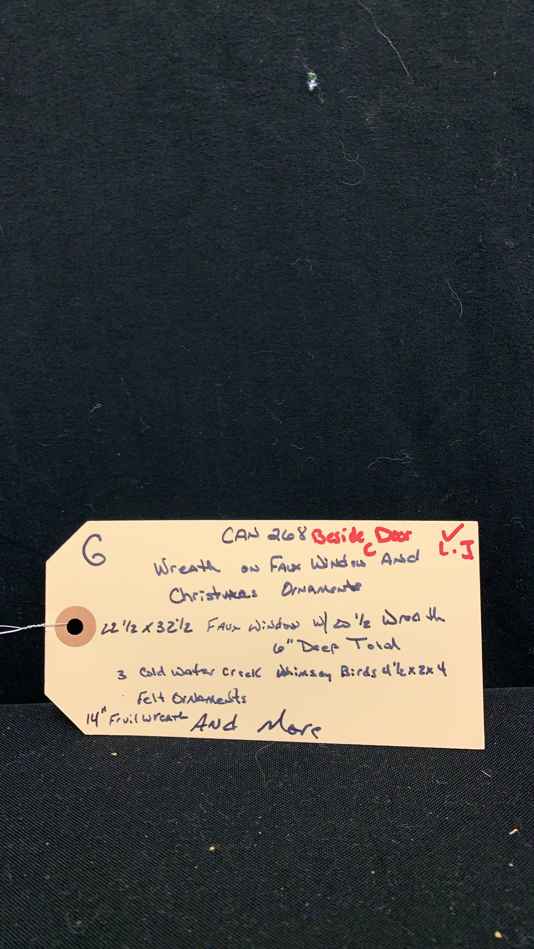 6
CAN 268 Beside Door
C
✓
L.J
Wreath on Faux Window And
Christmas Ornaments
22 1/2 x 32 1/2 Faux Window w/ 20 1/2 Wreath
6" Deep Total
3 Cold Water Creek Whimsey Birds 4 1/2 x 2 x 4
Felt Ornaments
14" Fruit Wreath And More